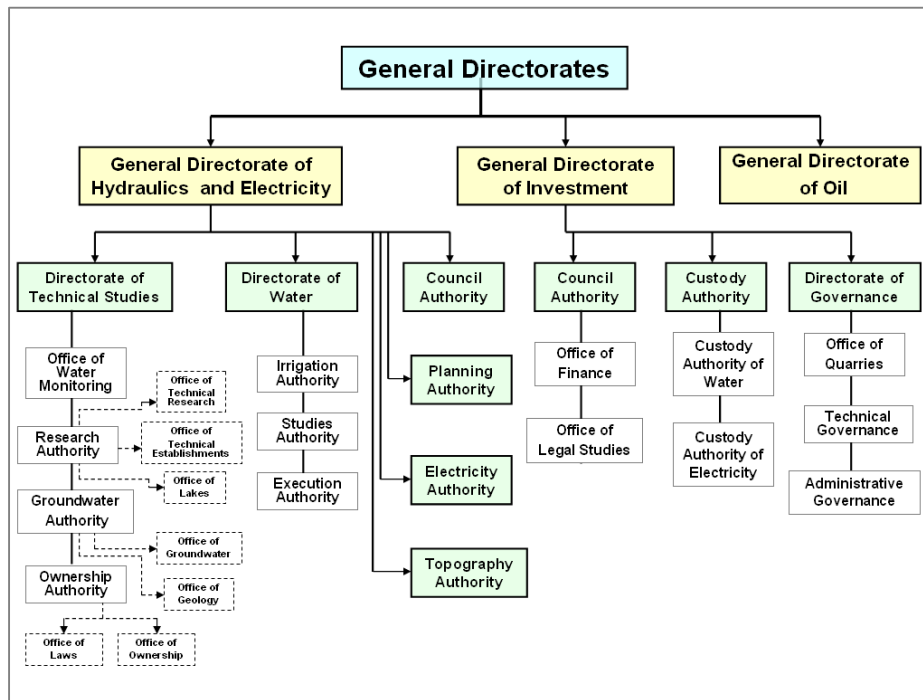 General Directorates
General Directorate of
Hydraulics and Electricity
General Directorate
of Investment
General Directorate
of Oil
Directorate of
Technical Studies
Directorate of
Water
Council
Authority
Council
Authority
Custody
Authority
Directorate of
Governance
Office of
Water
Monitoring
Research
Authority
Groundwater
Authority
Ownership
Authority
Office of
Technical
Research
Office of
Technical
Establishments
Office of
Lakes
Office of
Groundwater
Office of
Geology
Office of
Laws
Office of
Ownership
Irrigation
Authority
Studies
Authority
Execution
Authority
Planning
Authority
Electricity
Authority
Topography
Authority
Office of
Finance
Office of
Legal Studies
Custody
Authority of
Water
Custody
Authority
of Electricity
Office of
Quarries
Technical
Governance
Administrative
Governance